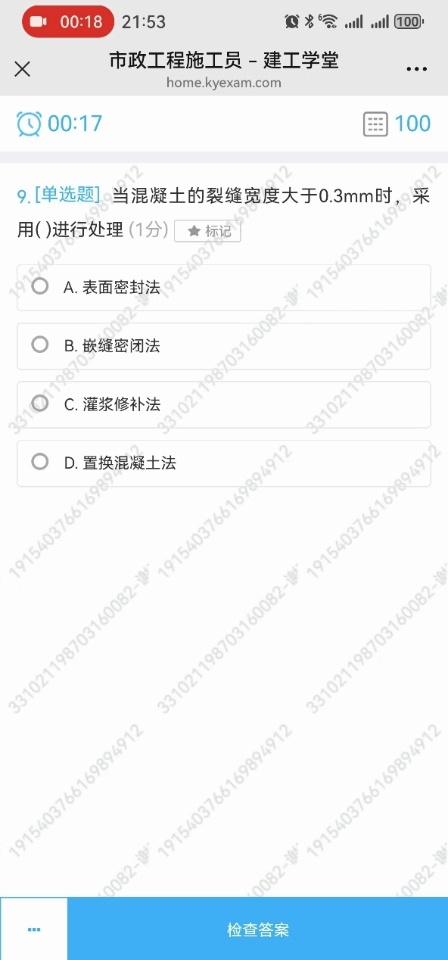 00:18 21:53 100
市政工程施工员 – 建工学堂
home.kyexam.com
00:17 100
9.[单选题] 当混凝土的裂缝宽度大于0.3mm时，采
用( )进行处理 (1分) ★ 标记
A. 表面密封法
B. 嵌缝密闭法
C. 灌浆修补法
D. 置换混凝土法
检查答案